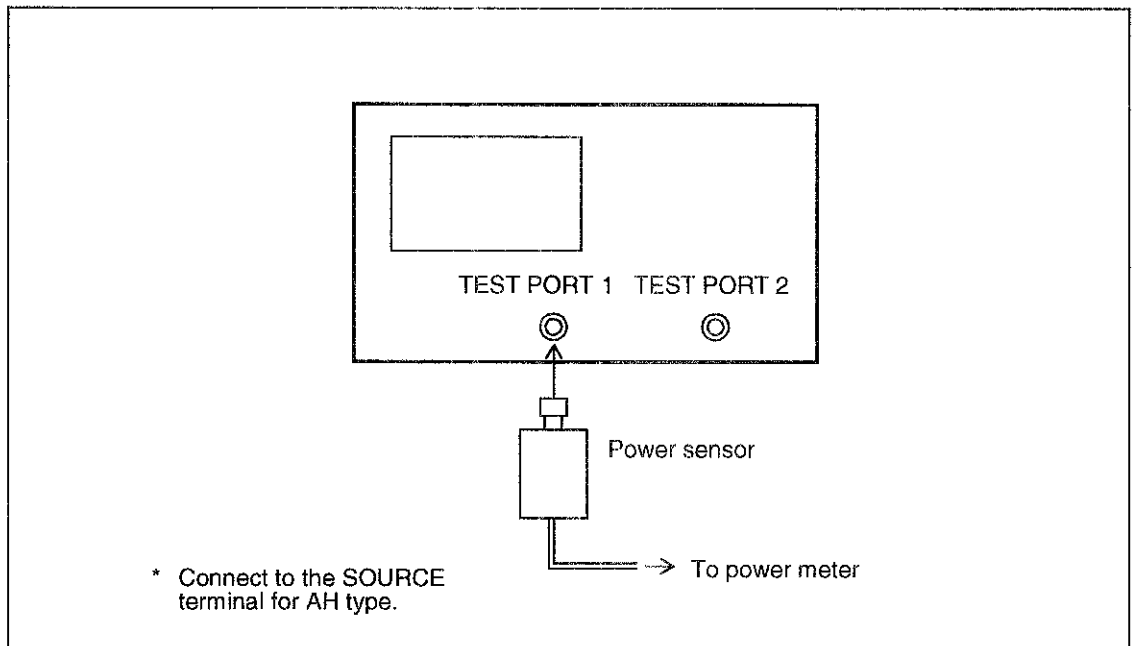 TEST PORT 1 TEST PORT 2
Power sensor
To power meter
* Connect to the SOURCE
terminal for AH type.